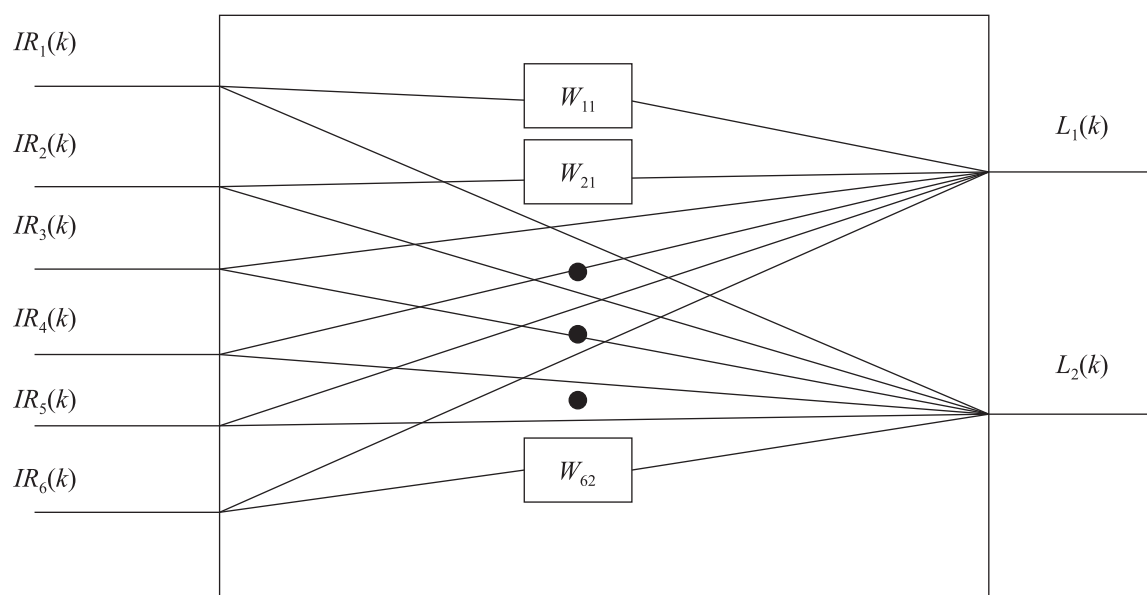 IR₁(k)
W₁₁
L₁(k)
IR₂(k)
W₂₁
IR₃(k)
IR₄(k)
L₂(k)
IR₅(k)
W₆₂
IR₆(k)